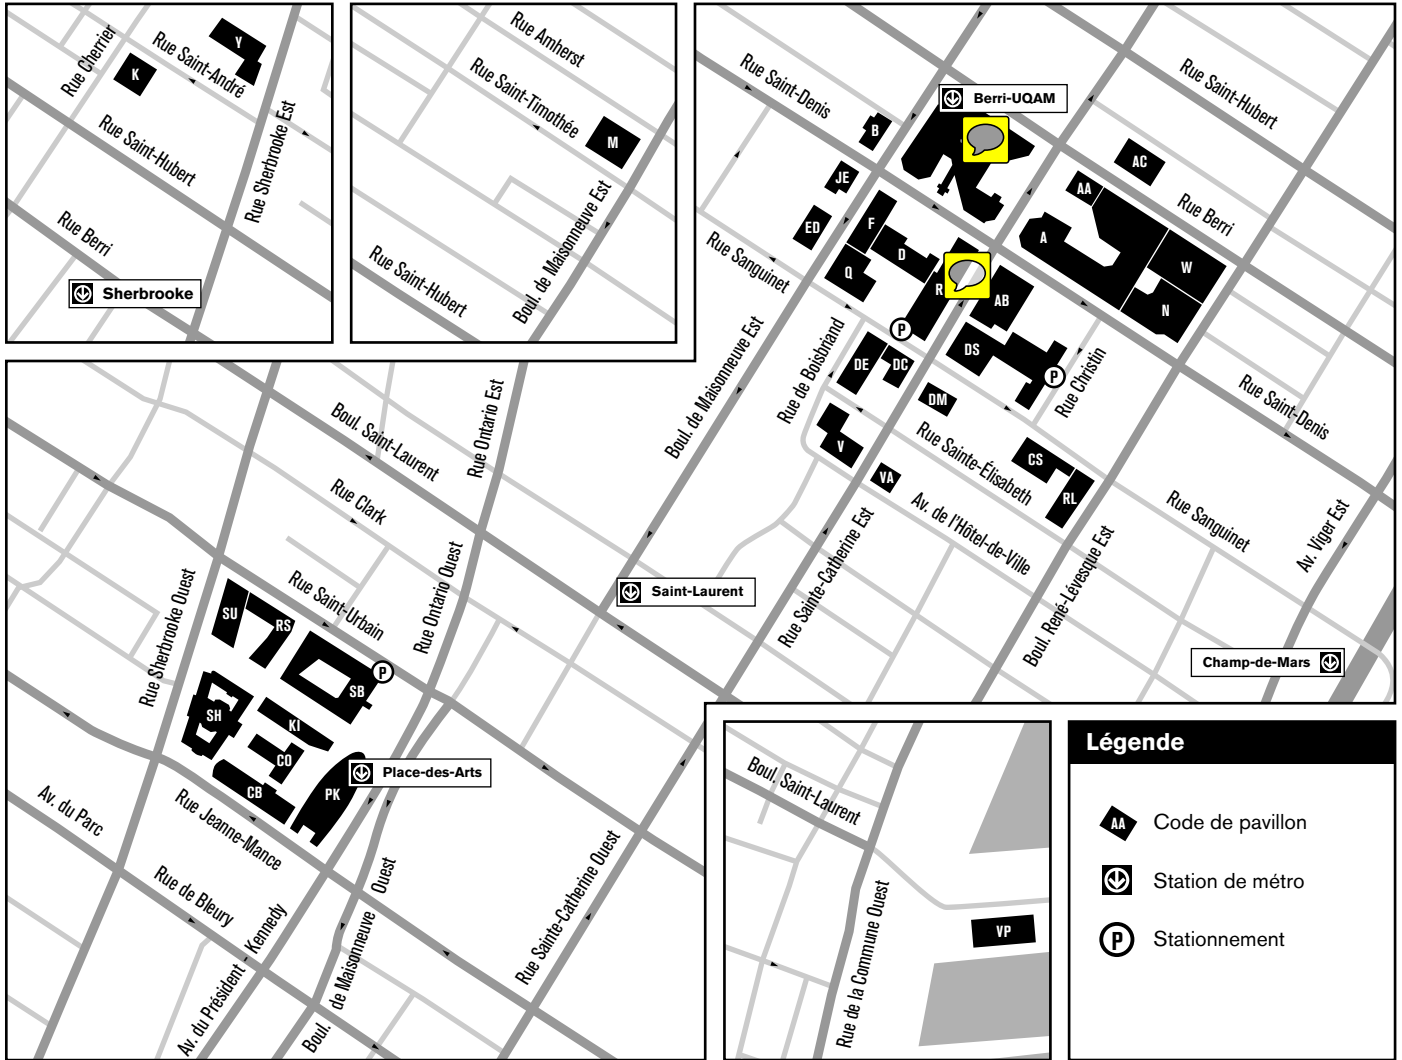 Rue Cherrier
K
Rue Saint-André
Y
Rue Saint-Hubert
Rue Sherbrooke Est
Rue Berri
Sherbrooke
Rue Amherst
Rue Saint-Timothée
M
Boul. de Maisonneuve Est
Rue Saint-Hubert
Rue Saint-Denis
Berri-UQAM
Rue Saint-Hubert
B
JE
ED
F
D
Q
R
AC
AA
Rue Berri
A
W
N
AB
Rue Sanguinet
P
DS
P
DE
DC
DM
Rue Christin
Rue de Boisbriand
Boul. de Maisonneuve Est
Rue Saint-Denis
V
VA
Rue Sainte-Élisabeth
CS
RL
Av. de l'Hôtel-de-Ville
Rue Sanguinet
Av. Viger Est
Rue Sainte-Catherine Est
Boul. René-Lévesque Est
Champ-de-Mars
Saint-Laurent
Boul. Saint-Laurent
Rue Ontario Est
Rue Clark
Rue Saint-Urbain
Rue Ontario Ouest
Rue Sherbrooke Ouest
SU
RS
SB
P
SH
KI
CO
CB
PK
Place-des-Arts
Av. du Parc
Rue Jeanne-Mance
Rue de Bleury
Av. du Président - Kennedy
Boul. de Maisonneuve Ouest
Rue Sainte-Catherine Ouest
Boul. Saint-Laurent
Rue de la Commune Ouest
VP
Légende
AA Code de pavillon
Station de métro
P Stationnement